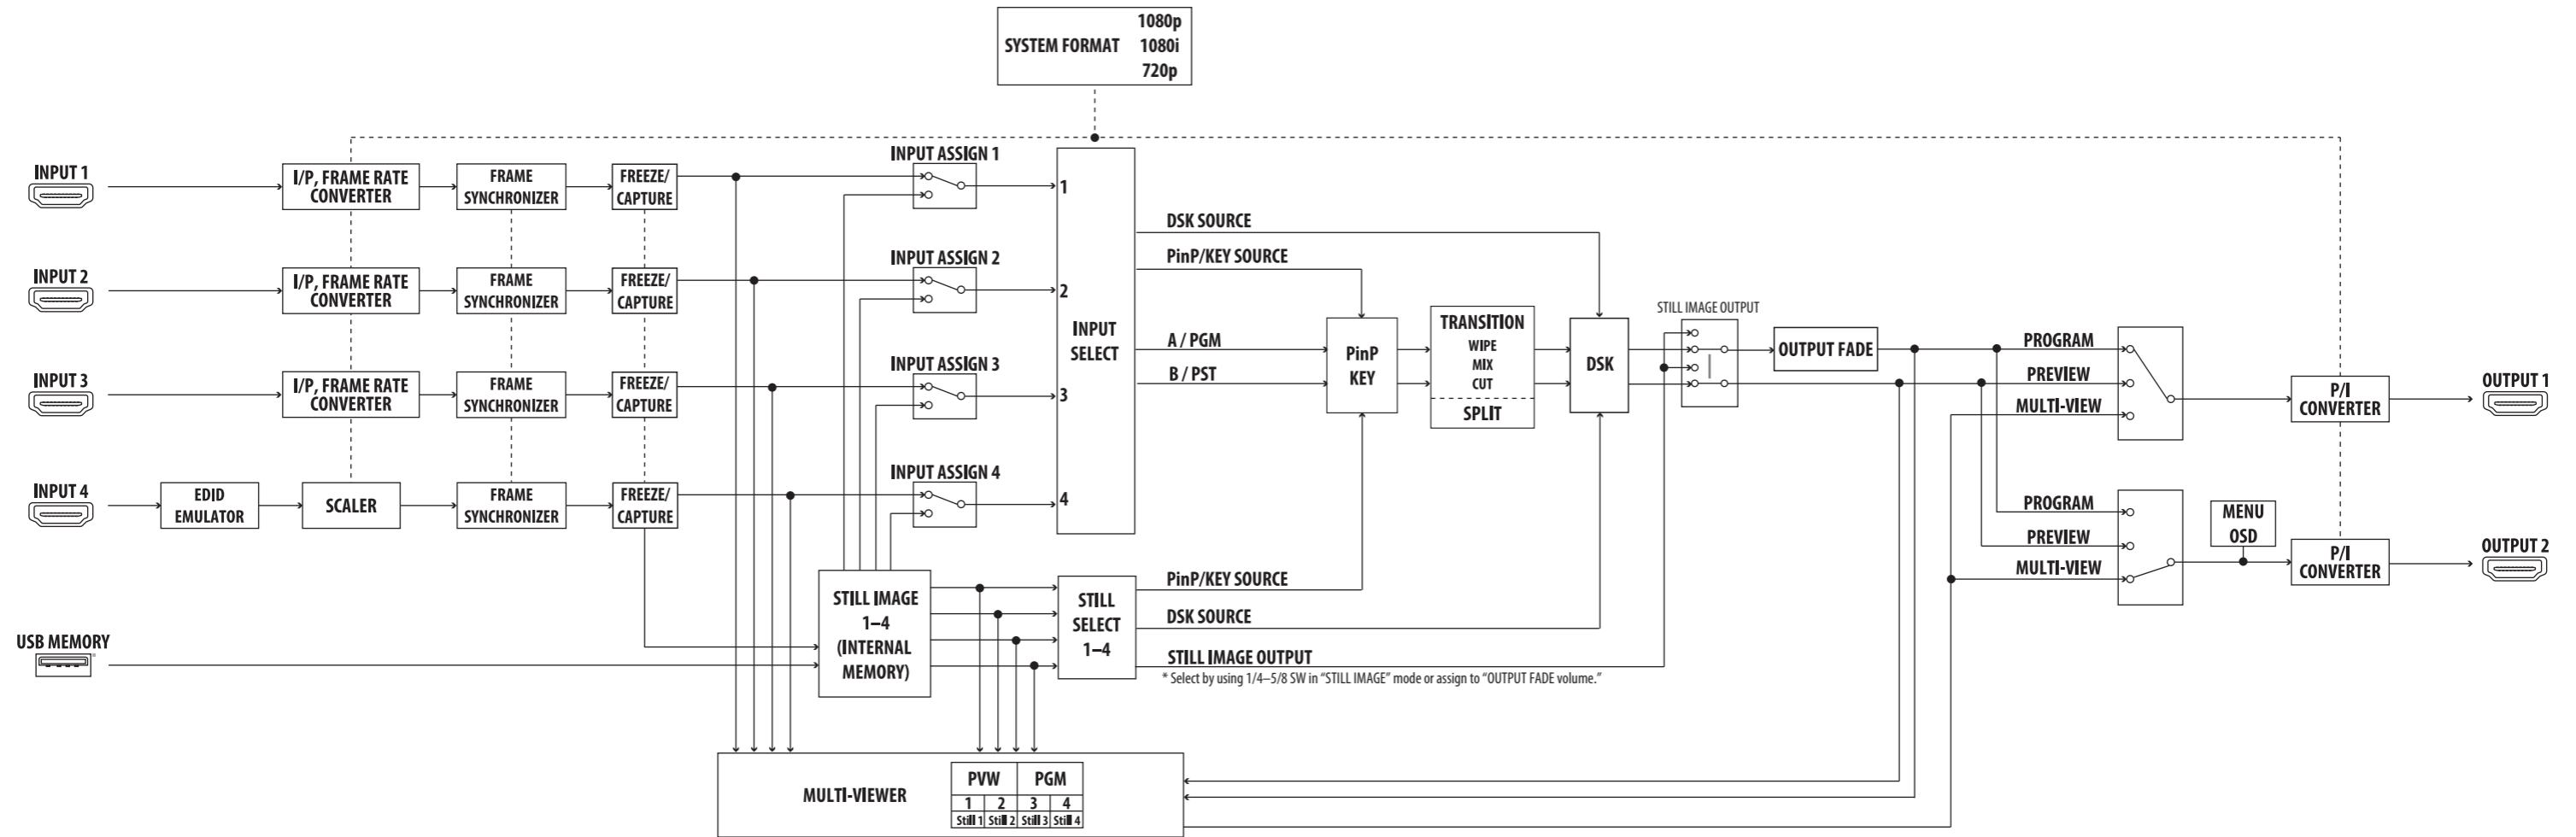 1080p
SYSTEM FORMAT 1080i
720p
INPUT 1
I/P, FRAME RATE
CONVERTER
FRAME
SYNCHRONIZER
FREEZE/
CAPTURE
INPUT ASSIGN 1
1
INPUT 2
I/P, FRAME RATE
CONVERTER
FRAME
SYNCHRONIZER
FREEZE/
CAPTURE
INPUT ASSIGN 2
2
INPUT 3
I/P, FRAME RATE
CONVERTER
FRAME
SYNCHRONIZER
FREEZE/
CAPTURE
INPUT ASSIGN 3
3
INPUT 4
EDID
EMULATOR
SCALER
FRAME
SYNCHRONIZER
FREEZE/
CAPTURE
INPUT ASSIGN 4
4
INPUT
SELECT
DSK SOURCE
PinP/KEY SOURCE
A / PGM
B / PST
PinP
KEY
TRANSITION
WIPE
MIX
CUT
SPLIT
DSK
STILL IMAGE OUTPUT
OUTPUT FADE
PROGRAM
PREVIEW
MULTI-VIEW
P/I
CONVERTER
OUTPUT 1
PROGRAM
PREVIEW
MULTI-VIEW
MENU
OSD
P/I
CONVERTER
OUTPUT 2
USB MEMORY
*
STILL IMAGE
1–4
(INTERNAL
MEMORY)
STILL
SELECT
1–4
PinP/KEY SOURCE
DSK SOURCE
STILL IMAGE OUTPUT
* Select by using 1/4–5/8 SW in “STILL IMAGE” mode or assign to “OUTPUT FADE volume.”
MULTI-VIEWER
PVW PGM
1 2 3 4
Still 1 Still 2 Still 3 Still 4